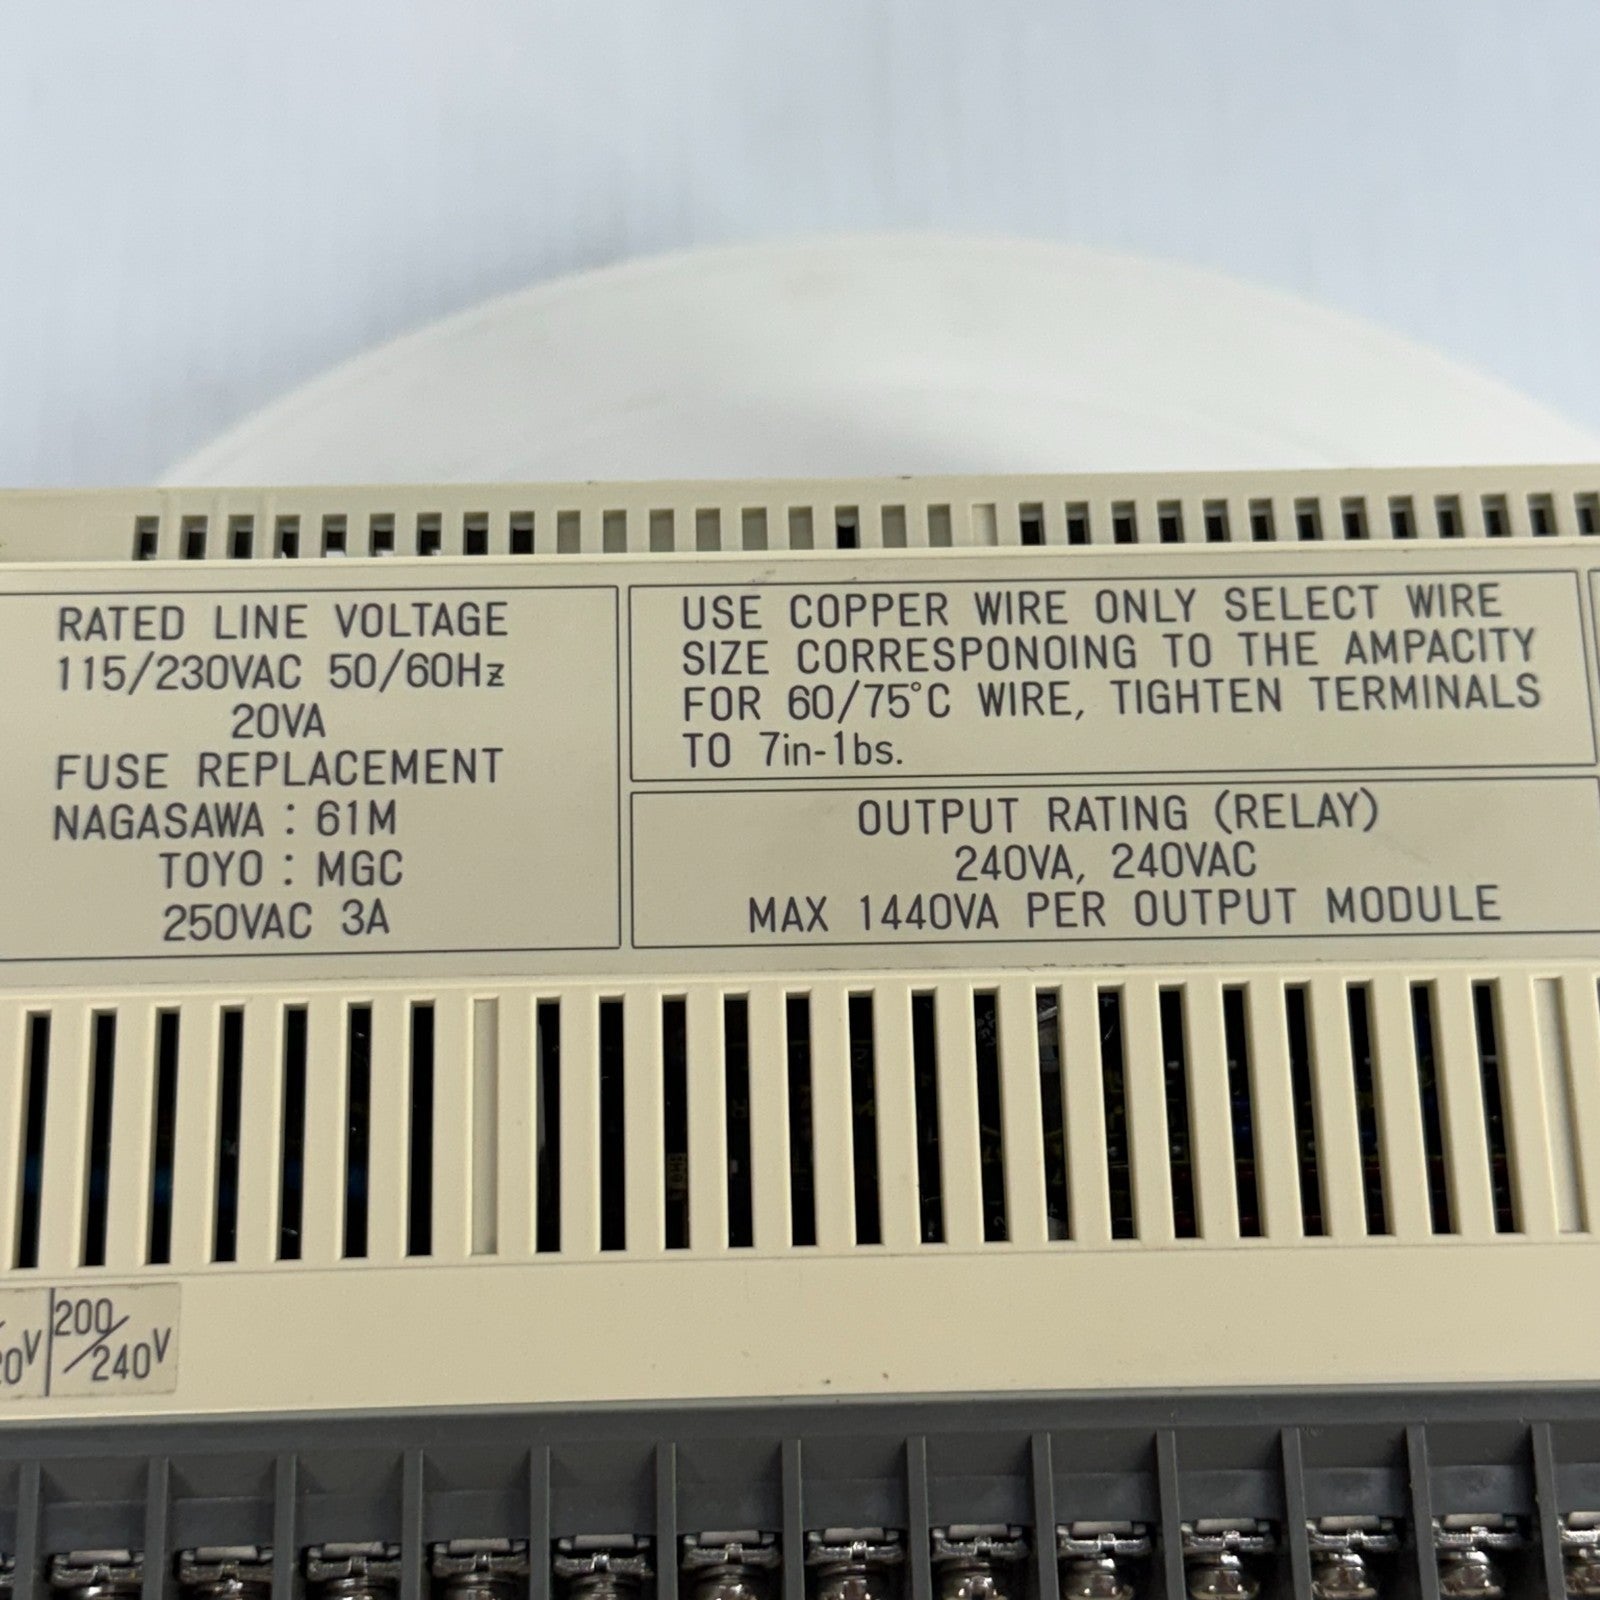 RATED LINE VOLTAGE
115/230VAC 50/60Hz
20VA
FUSE REPLACEMENT
NAGASAWA : 61M
TOYO : MGC
250VAC 3A
USE COPPER WIRE ONLY SELECT WIRE
SIZE CORRESPONOING TO THE AMPACITY
FOR 60/75°C WIRE, TIGHTEN TERMINALS
TO 7in-1bs.
OUTPUT RATING (RELAY)
240VA, 240VAC
MAX 1440VA PER OUTPUT MODULE
200/240V